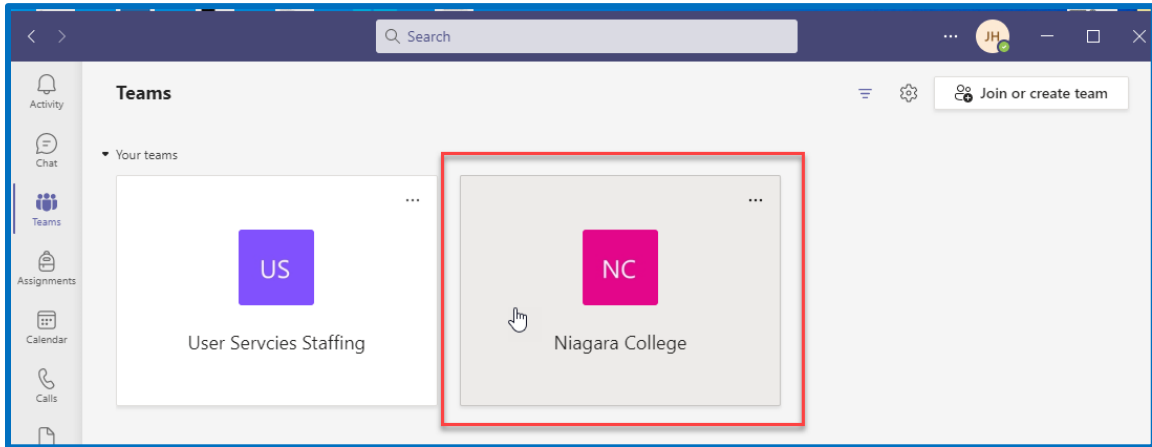 Search
...
JH
Activity
Teams
Join or create team
Chat
Your teams
Teams
...
...
US
NC
Assignments
User Servcies Staffing
Niagara College
Calendar
Calls